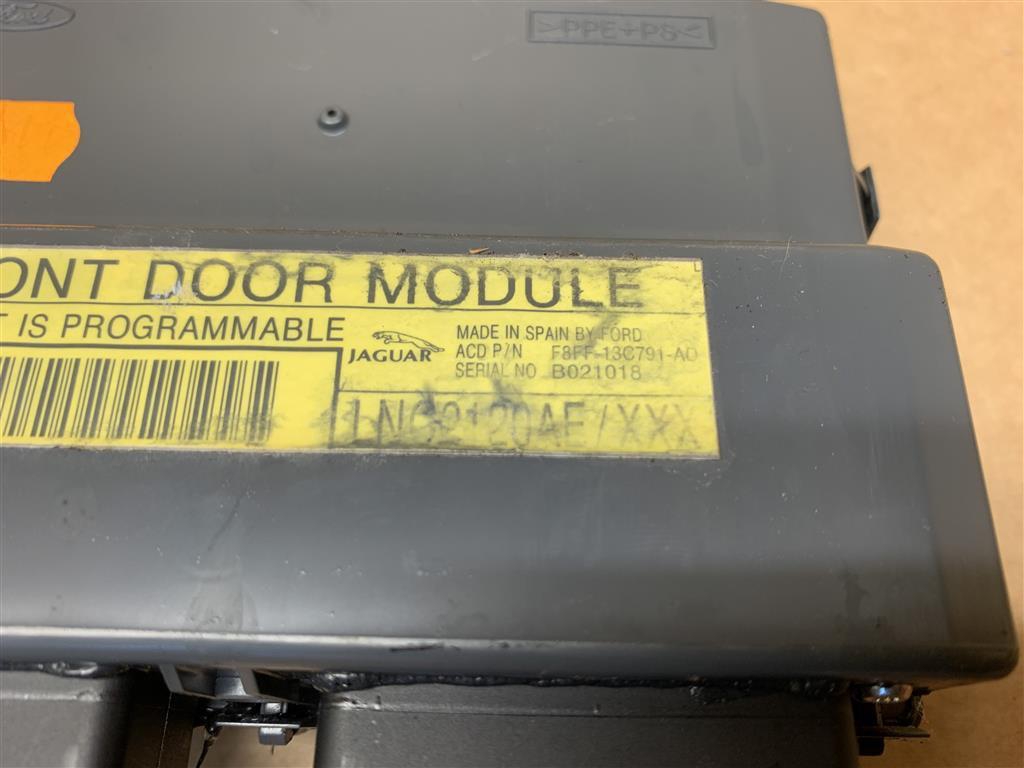 Ford
>PPE+PS<
ONT DOOR MODULE
T IS PROGRAMMABLE
JAGUAR
MADE IN SPAIN BY FORD
ACD P/N F8FF-13C791-AD
SERIAL NO B021018
LNC2120AE/XXX